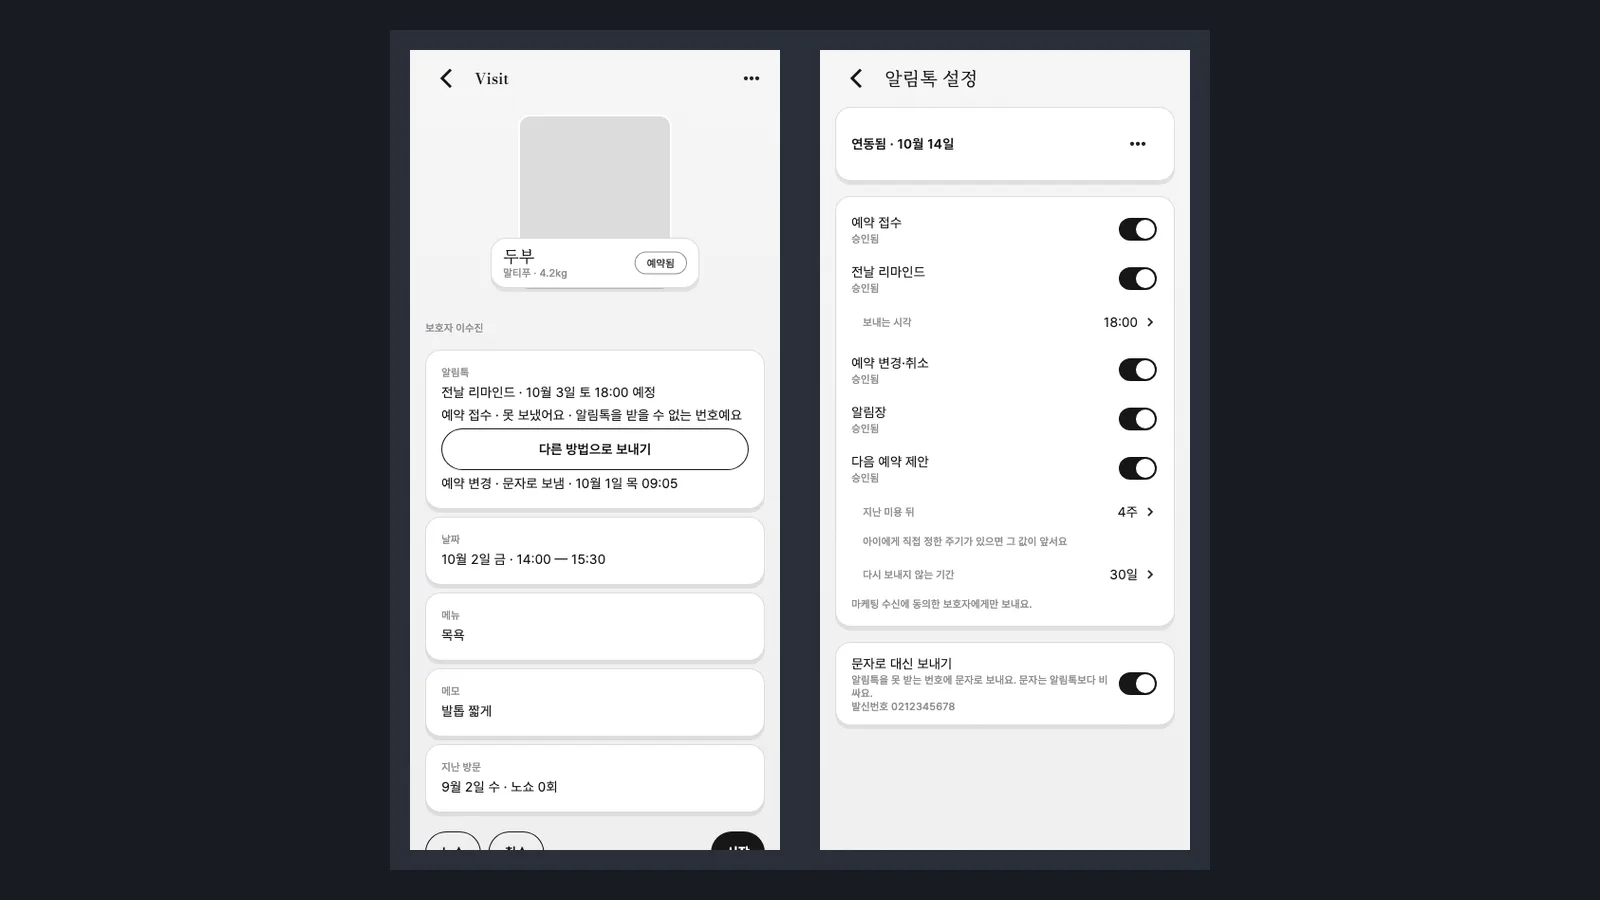 Visit
두부
말티푸 · 4.2kg
예약됨
보호자 이수진
알림톡
전날 리마인드 · 10월 3일 토 18:00 예정
예약 접수 · 못 보냈어요 · 알림톡을 받을 수 없는 번호예요
다른 방법으로 보내기
예약 변경 · 문자로 보냄 · 10월 1일 목 09:05
날짜
10월 2일 금 · 14:00 — 15:30
메뉴
목욕
메모
발톱 짧게
지난 방문
9월 2일 수 · 노쇼 0회
알림톡 설정
연동됨 · 10월 14일
예약 접수
승인됨
전날 리마인드
승인됨
보내는 시각 18:00
예약 변경·취소
승인됨
알림장
승인됨
다음 예약 제안
승인됨
지난 미용 뒤 4주
아이에게 직접 정한 주기가 있으면 그 값이 앞서요
다시 보내지 않는 기간 30일
마케팅 수신에 동의한 보호자에게만 보내요.
문자로 대신 보내기
알림톡을 못 받는 번호에 문자로 보내요. 문자는 알림톡보다 비
싸요.
발신번호 0212345678